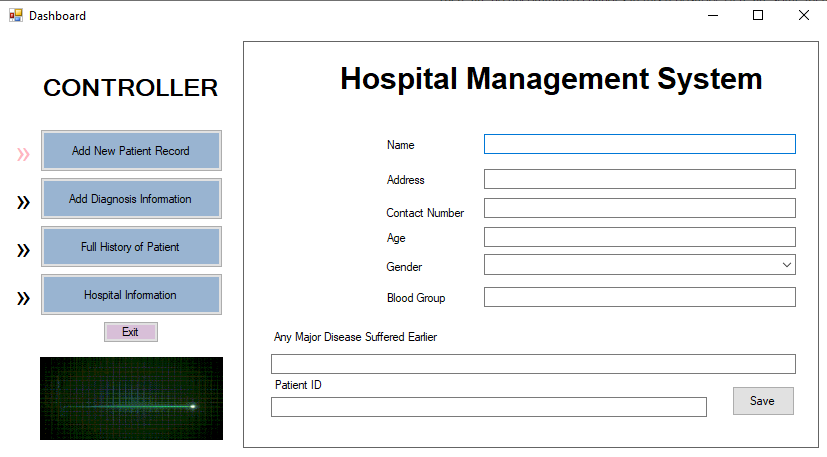 Dashboard
CONTROLLER
» Add New Patient Record
» Add Diagnosis Information
» Full History of Patient
» Hospital Information
Exit
Hospital Management System
Name
Address
Contact Number
Age
Gender
Blood Group
Any Major Disease Suffered Earlier
Patient ID
Save